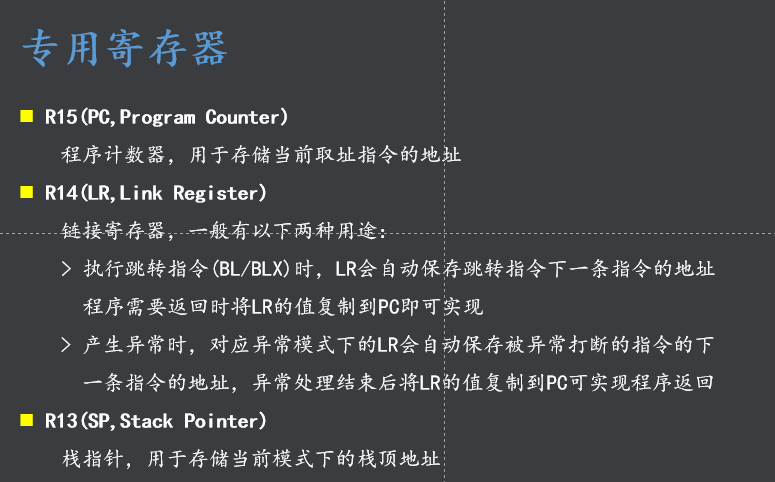 专用寄存器
R15(PC,Program Counter)
程序计数器，用于存储当前取址指令的地址
R14(LR,Link Register)
链接寄存器，一般有以下两种用途：
> 执行跳转指令(BL/BLX)时，LR会自动保存跳转指令下一条指令的地址
程序需要返回时将LR的值复制到PC即可实现
> 产生异常时，对应异常模式下的LR会自动保存被异常打断的指令的下
一条指令的地址，异常处理结束后将LR的值复制到PC可实现程序返回
R13(SP,Stack Pointer)
栈指针，用于存储当前模式下的栈顶地址